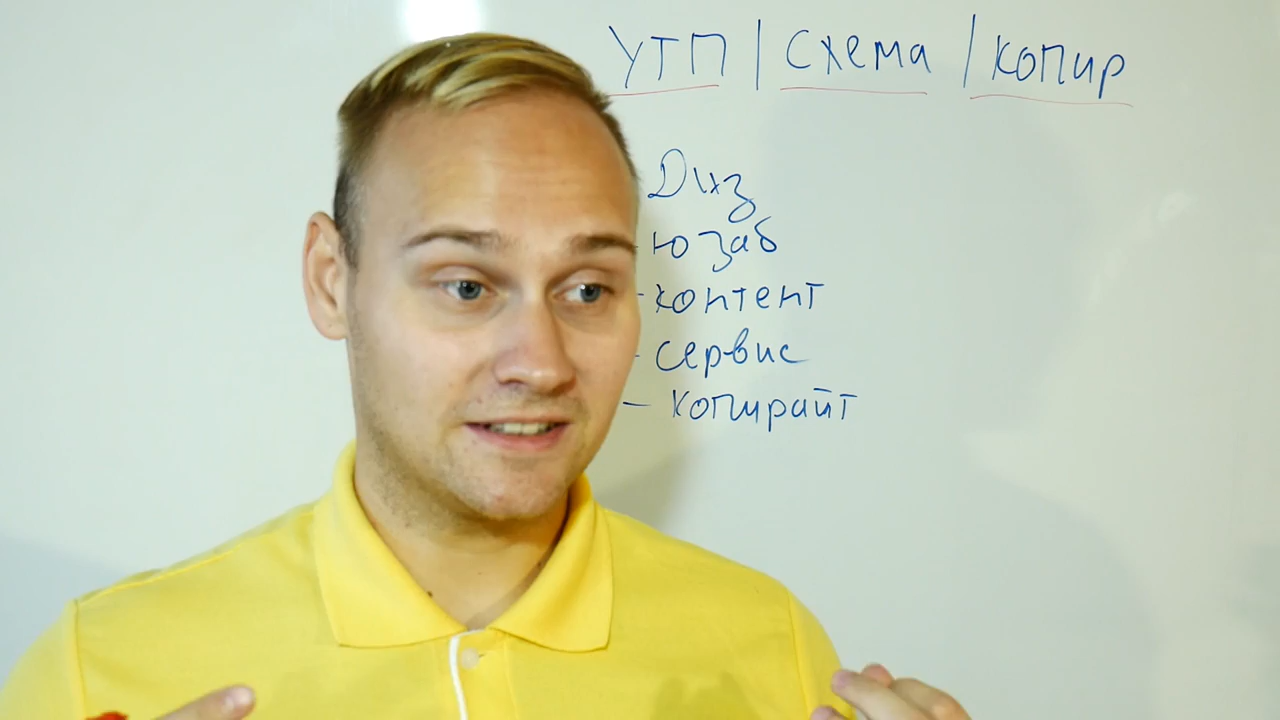 УТП | Схема | Копир
Диз
Юзаб
- Контент
- Сервис
- Копирайт